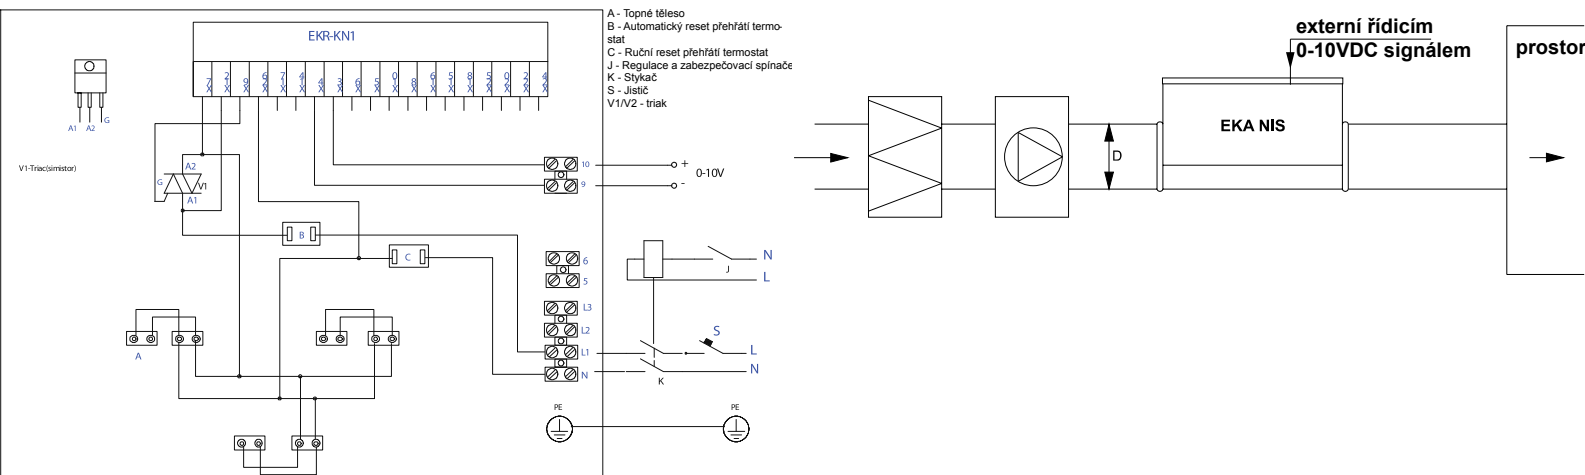 EKR-KN1
A - Topné těleso
B - Automatický reset přehřátí termo-
stat
C - Ruční reset přehřátí termostat
J - Regulace a zabezpečovací spínače
K - Stykač
S - Jistič
V1/V2 - triak
A1 A2 G
V1-Triac(simistor)
A2
G
V1
A1
B
C
A
10
9
6
5
L3
L2
L1
N
+
0-10V
-
J
N
L
S
L
N
K
PE
PE
externí řídicím
0-10VDC signálem
prostor
EKA NIS
D